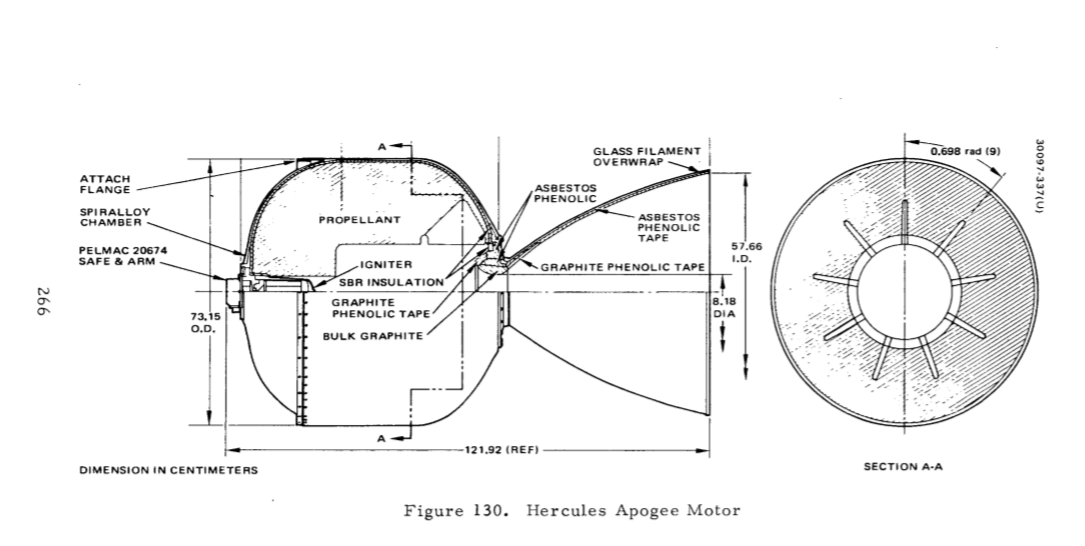 A
ATTACH
FLANGE
SPIRALLOY
CHAMBER
PELMAC 20674
SAFE & ARM
73.15
O.D.
PROPELLANT
IGNITER
SBR INSULATION
GRAPHITE
PHENOLIC TAPE
BULK GRAPHITE
GLASS FILAMENT
OVERWRAP
ASBESTOS
PHENOLIC
ASBESTOS
PHENOLIC
TAPE
GRAPHITE PHENOLIC TAPE
57.66
I.D.
8.18
DIA
A
121.92 (REF)
DIMENSION IN CENTIMETERS
0.698 rad (9)
SECTION A-A
30097-337(U)
266
Figure 130. Hercules Apogee Motor